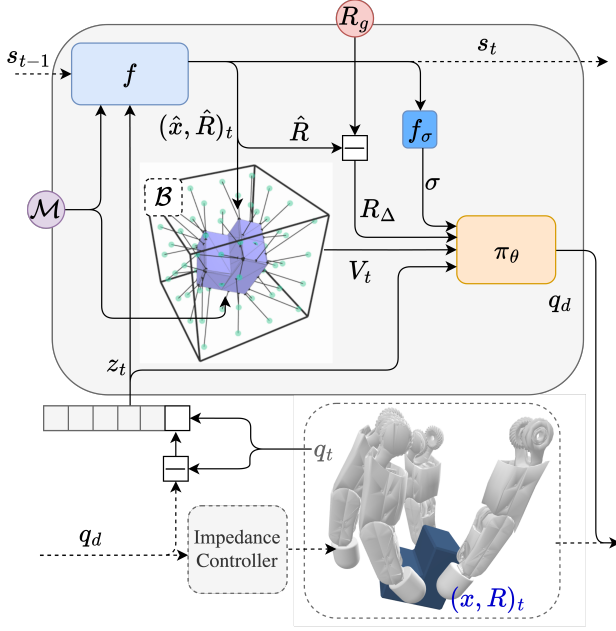 R_g
s_{t-1}
s_t
f
(x̂, R̂)_t
R̂
f_σ
—
ℬ
σ
ℳ
R_Δ
π_θ
V_t
q_d
z_t
q_t
—
q_d
Impedance
Controller
(x, R)_t